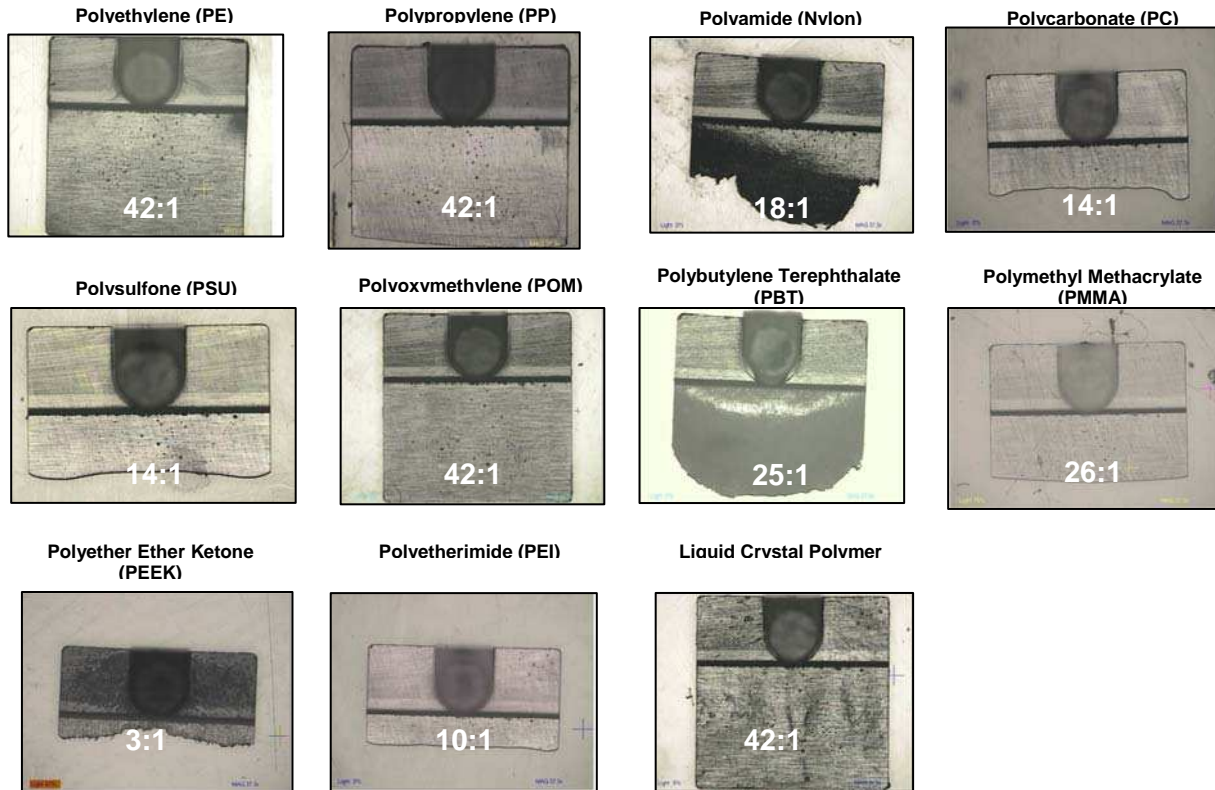 Polyethylene (PE)
Polypropylene (PP)
Polyamide (Nylon)
Polycarbonate (PC)
42:1
42:1
18:1
14:1
Polysulfone (PSU)
Polyoxymethylene (POM)
Polybutylene Terephthalate
(PBT)
Polymethyl Methacrylate
(PMMA)
14:1
42:1
25:1
26:1
Polyether Ether Ketone
(PEEK)
Polyetherimide (PEI)
Liquid Crystal Polymer
3:1
10:1
42:1